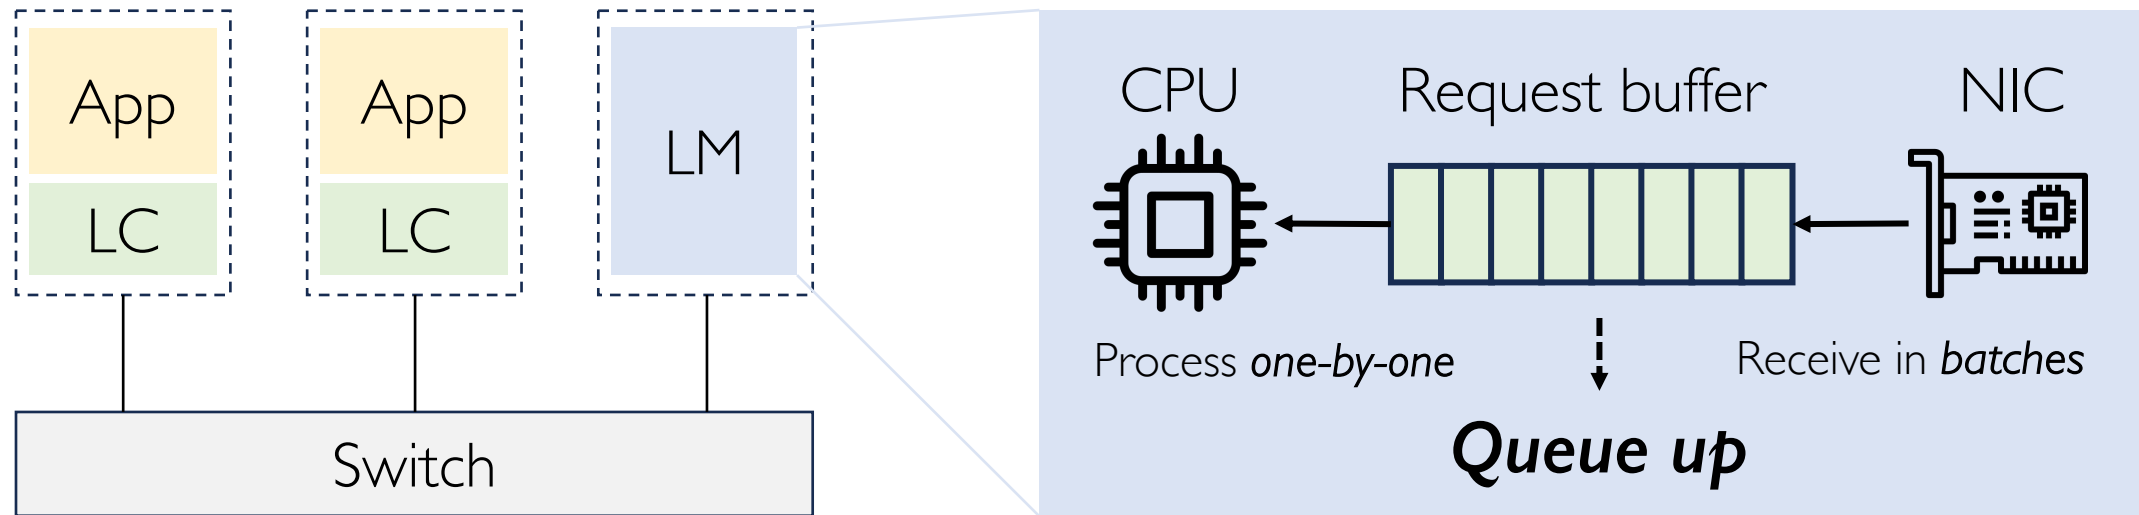 App
LC
App
LC
LM
Switch
CPU
Request buffer
NIC
Process one-by-one
Receive in batches
Queue up